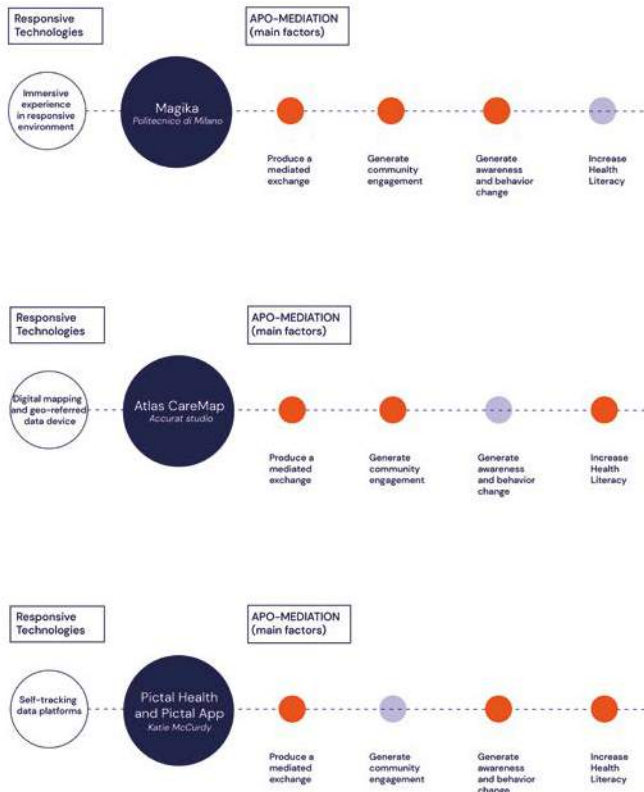 Responsive
Technologies
APO-MEDIATION
(main factors)
Immersive
experience
in responsive
environment
Magika
Politecnico di Milano
Produce a
mediated
exchange
Generate
community
engagement
Generate
awareness
and behavior
change
Increase
Health
Literacy
Responsive
Technologies
APO-MEDIATION
(main factors)
Digital mapping
and geo-referred
data device
Atlas CareMap
Accurat studio
Produce a
mediated
exchange
Generate
community
engagement
Generate
awareness
and behavior
change
Increase
Health
Literacy
Responsive
Technologies
APO-MEDIATION
(main factors)
Self-tracking
data platforms
Pictal Health
and Pictal App
Katie McCurdy
Produce a
mediated
exchange
Generate
community
engagement
Generate
awareness
and behavior
change
Increase
Health
Literacy